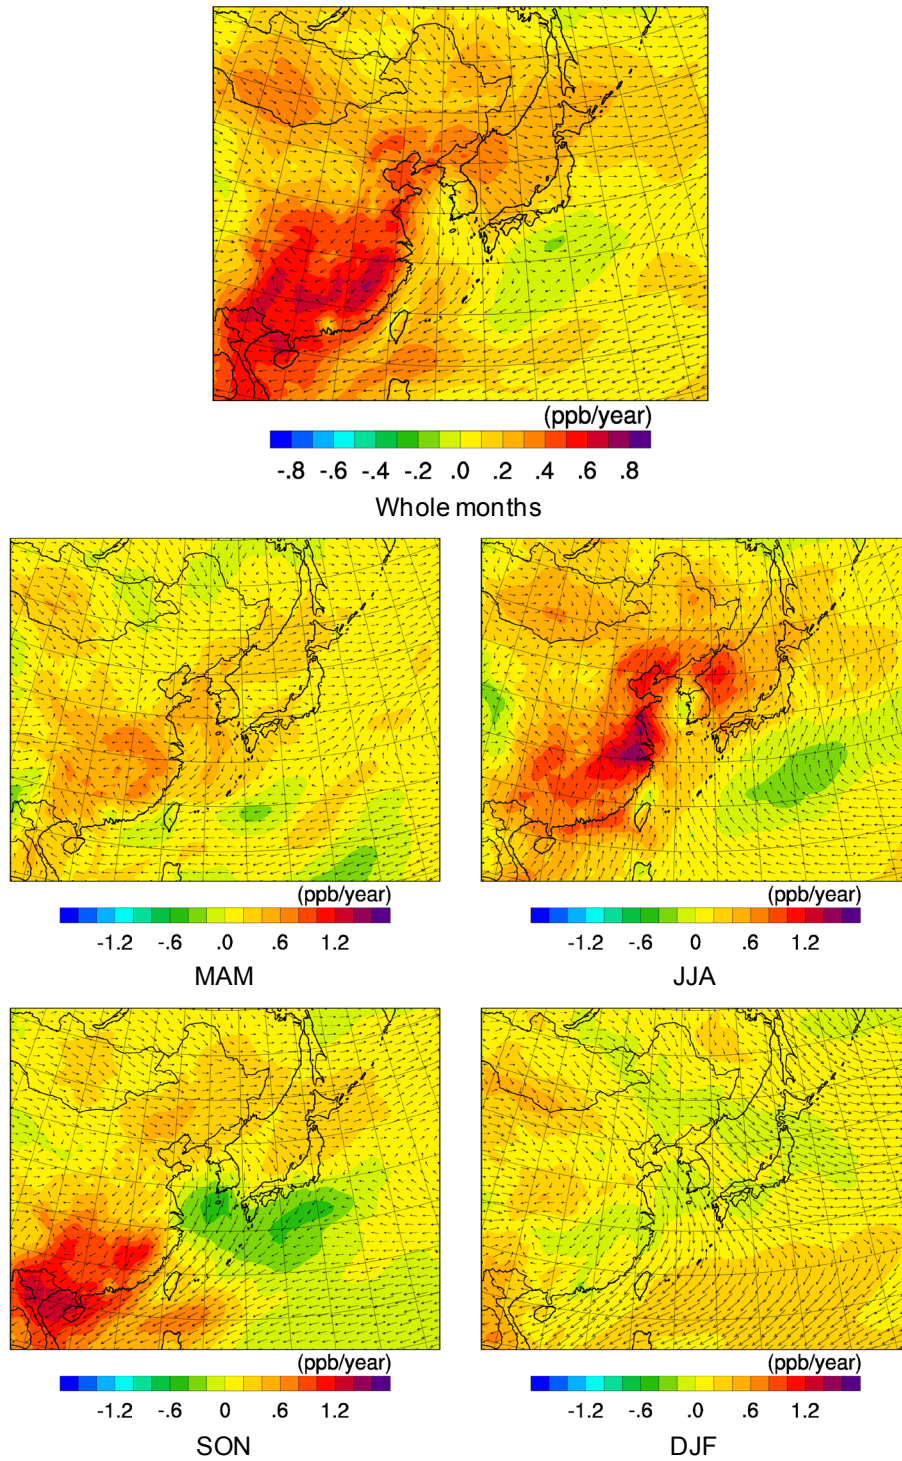 (ppb/year)
-.8 -.6 -.4 -.2 .0 .2 .4 .6 .8
Whole months
(ppb/year)
-1.2 -.6 .0 .6 1.2
MAM
(ppb/year)
-1.2 -.6 0 .6 1.2
JJA
(ppb/year)
-1.2 -.6 0 .6 1.2
SON
(ppb/year)
-1.2 -.6 0 .6 1.2
DJF